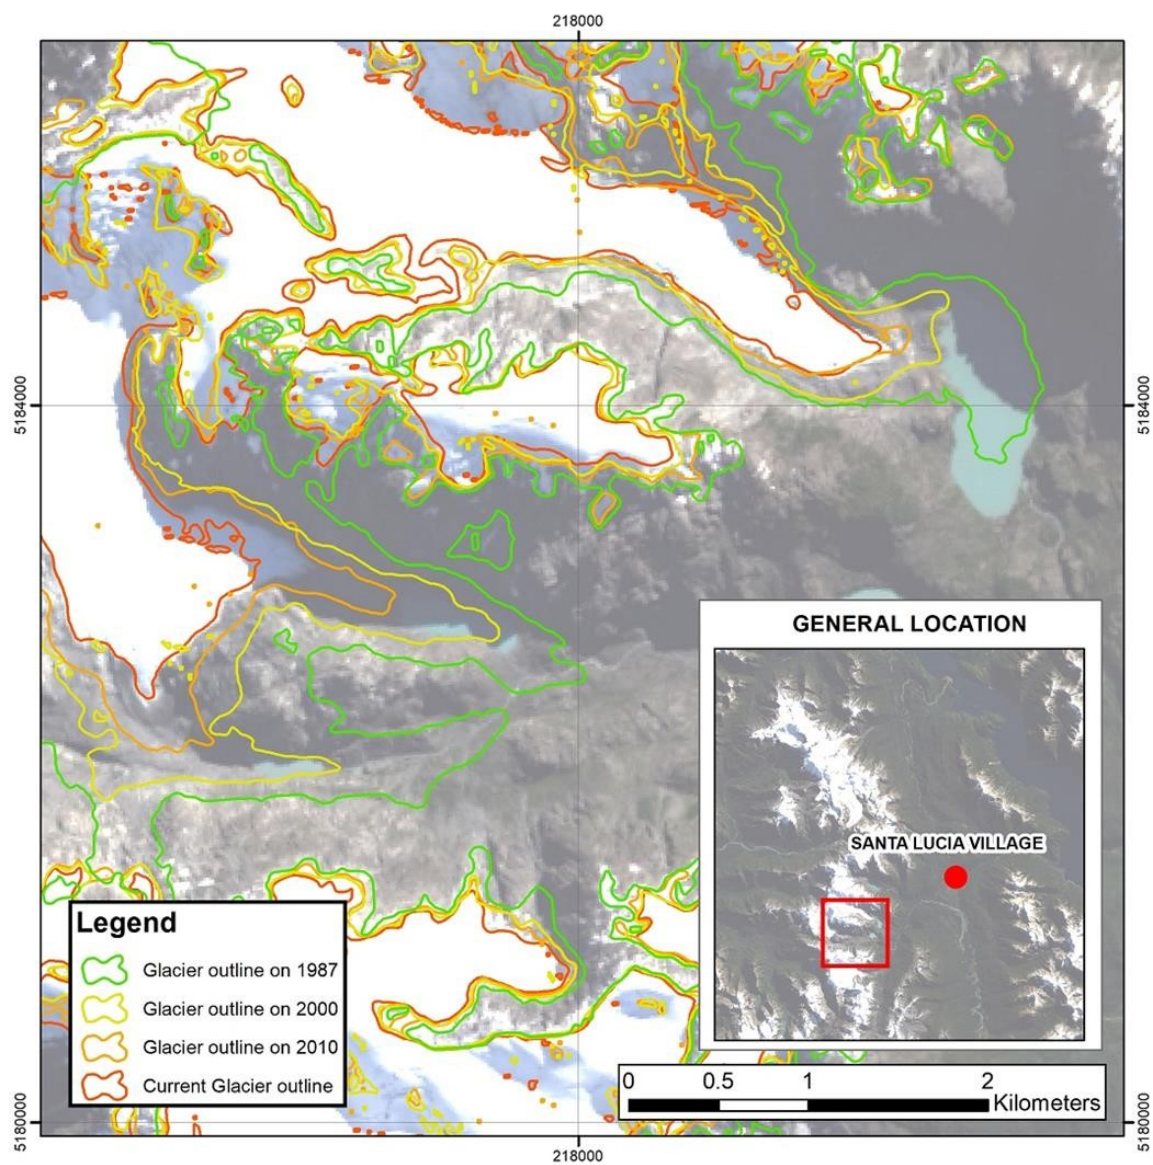 218000
5184000
5184000
GENERAL LOCATION
SANTA LUCIA VILLAGE
Legend
Glacier outline on 1987
Glacier outline on 2000
Glacier outline on 2010
Current Glacier outline
0 0.5 1 2
Kilometers
5180000
5180000
218000